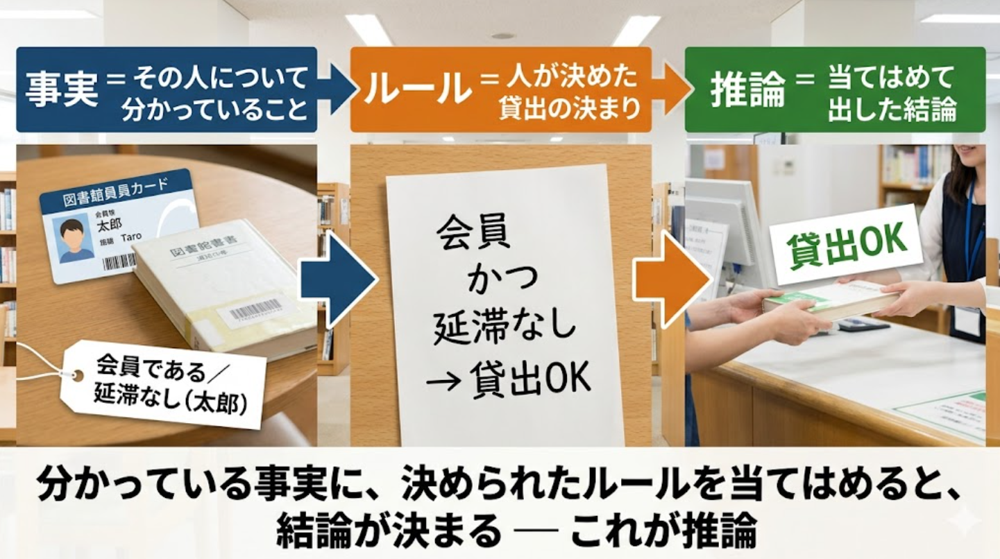 事実 = その人について
分かっていること
ルール = 人が決めた
貸出の決まり
推論 = 当てはめて
出した結論
図書館員員カード
太郎
Taro
図書館書書
会員である／
延滞なし（太郎）
会員
かつ
延滞なし
→貸出OK
貸出OK
分かっている事実に、決められたルールを当てはめると、
結論が決まる ― これが推論